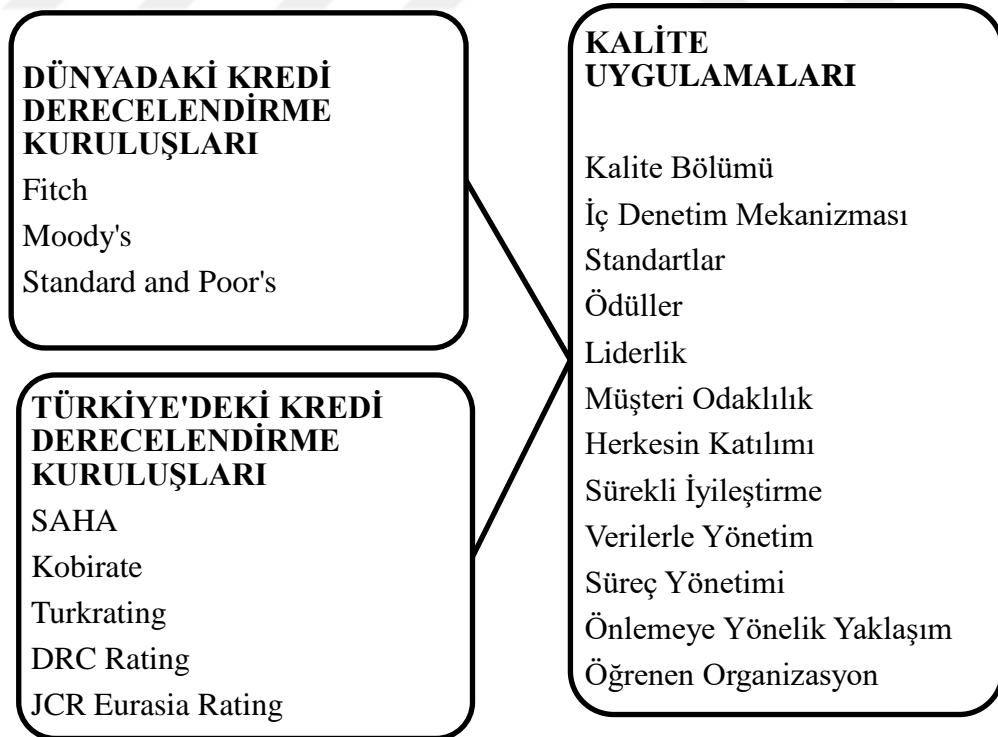 DÜNYADAKİ KREDİ
DERECELENDİRME
KURULUŞLARI
Fitch
Moody's
Standard and Poor's
TÜRKİYE'DEKİ KREDİ
DERECELENDİRME
KURULUŞLARI
SAHA
Kobirate
Turkrating
DRC Rating
JCR Eurasia Rating
KALİTE
UYGULAMALARI
Kalite Bölümü
İç Denetim Mekanizması
Standartlar
Ödüller
Liderlik
Müşteri Odaklılık
Herkesin Katılımı
Sürekli İyileştirme
Verilerle Yönetim
Süreç Yönetimi
Önlemeye Yönelik Yaklaşım
Öğrenen Organizasyon